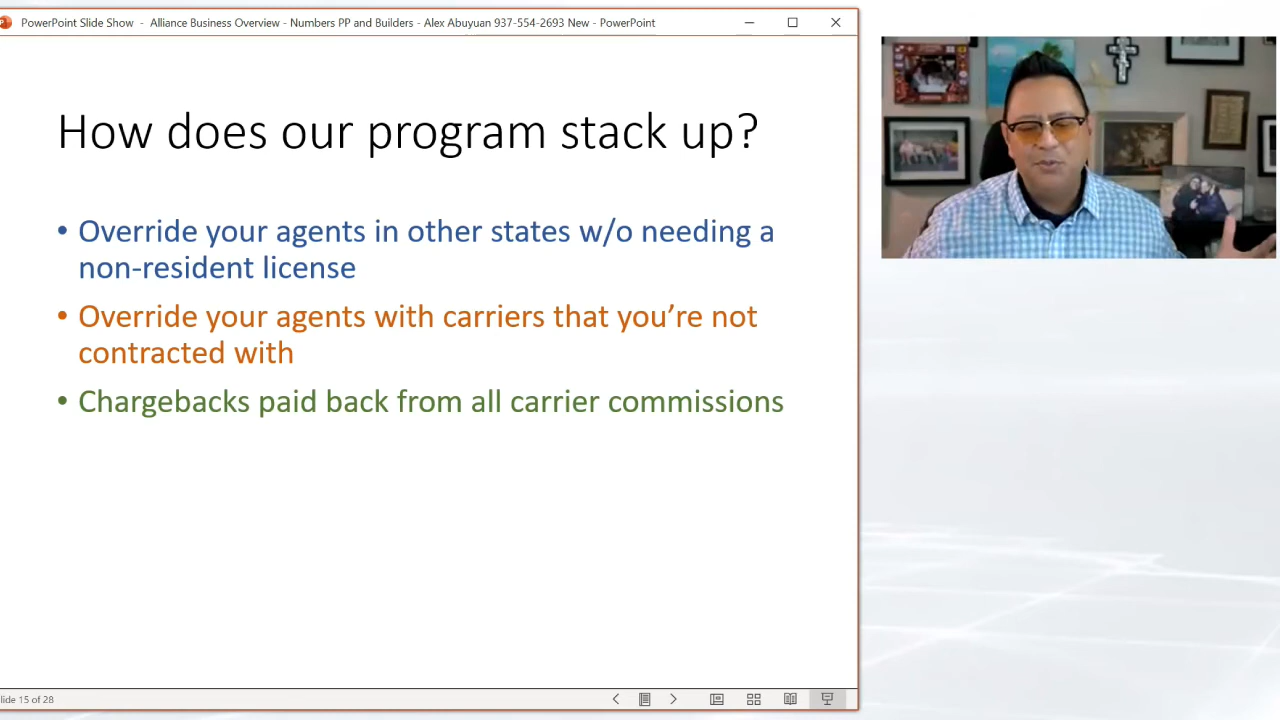 PowerPoint Slide Show - Alliance Business Overview - Numbers PP and Builders - Alex Abuyuan 937-554-2693 New - PowerPoint
How does our program stack up?
• Override your agents in other states w/o needing a
non-resident license
• Override your agents with carriers that you’re not
contracted with
• Chargebacks paid back from all carrier commissions
lide 15 of 28